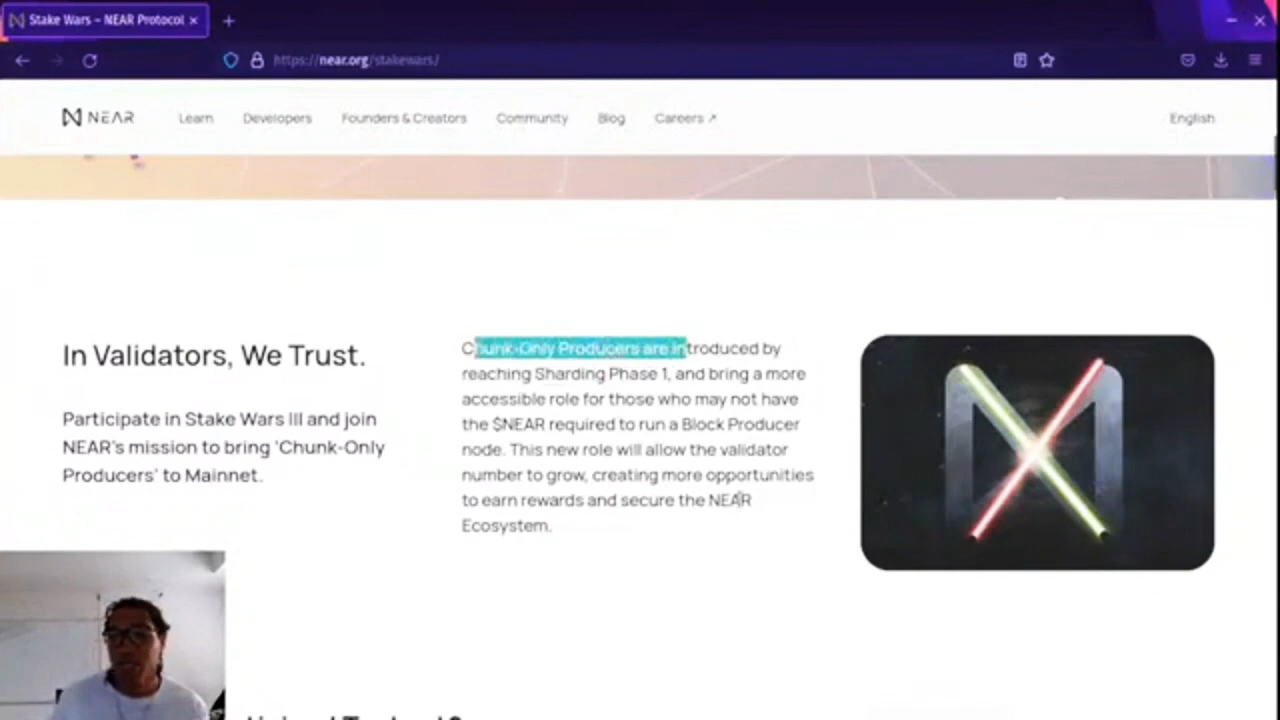 Stake Wars – NEAR Protocol
https://near.org/stakewars/
NEAR
Learn
Developers
Founders & Creators
Community
Blog
Careers ↗
English
In Validators, We Trust.
Participate in Stake Wars III and join
NEAR's mission to bring 'Chunk-Only
Producers' to Mainnet.
Chunk-Only Producers are introduced by
reaching Sharding Phase 1, and bring a more
accessible role for those who may not have
the $NEAR required to run a Block Producer
node. This new role will allow the validator
number to grow, creating more opportunities
to earn rewards and secure the NEAR
Ecosystem.